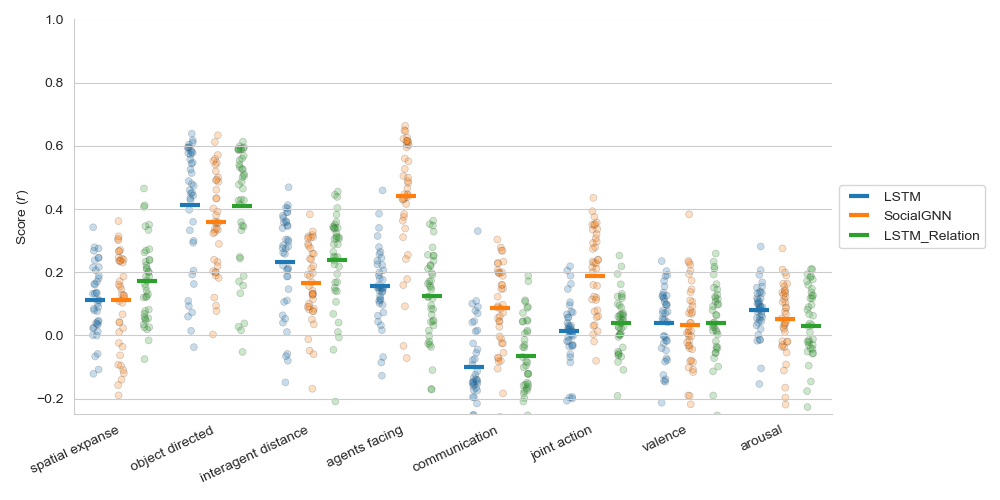 1.0
0.8
0.6
0.4
0.2
0.0
−0.2
Score (r)
spatial expanse
object directed
interagent distance
agents facing
communication
joint action
valence
arousal
LSTM
SocialGNN
LSTM_Relation